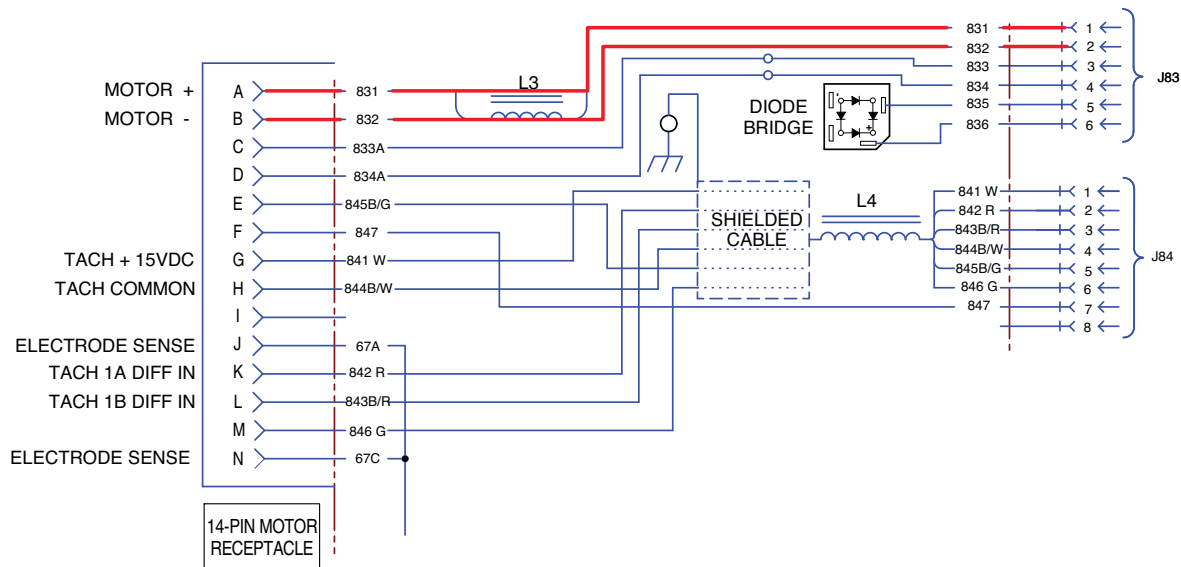 831 1
832 2
833 3
834 4
835 5
836 6
J83
L3
DIODE
BRIDGE
MOTOR + A 831
MOTOR - B 832
C 833A
D 834A
E 845B/G
F 847
TACH + 15VDC G 841 W
TACH COMMON H 844B/W
I
ELECTRODE SENSE J 67A
TACH 1A DIFF IN K 842 R
TACH 1B DIFF IN L 843B/R
M 846 G
ELECTRODE SENSE N 67C
SHIELDED
CABLE
L4
841 W 1
842 R 2
843B/R 3
844B/W 4
845B/G 5
846 G 6
847 7
8
J84
14-PIN MOTOR
RECEPTACLE